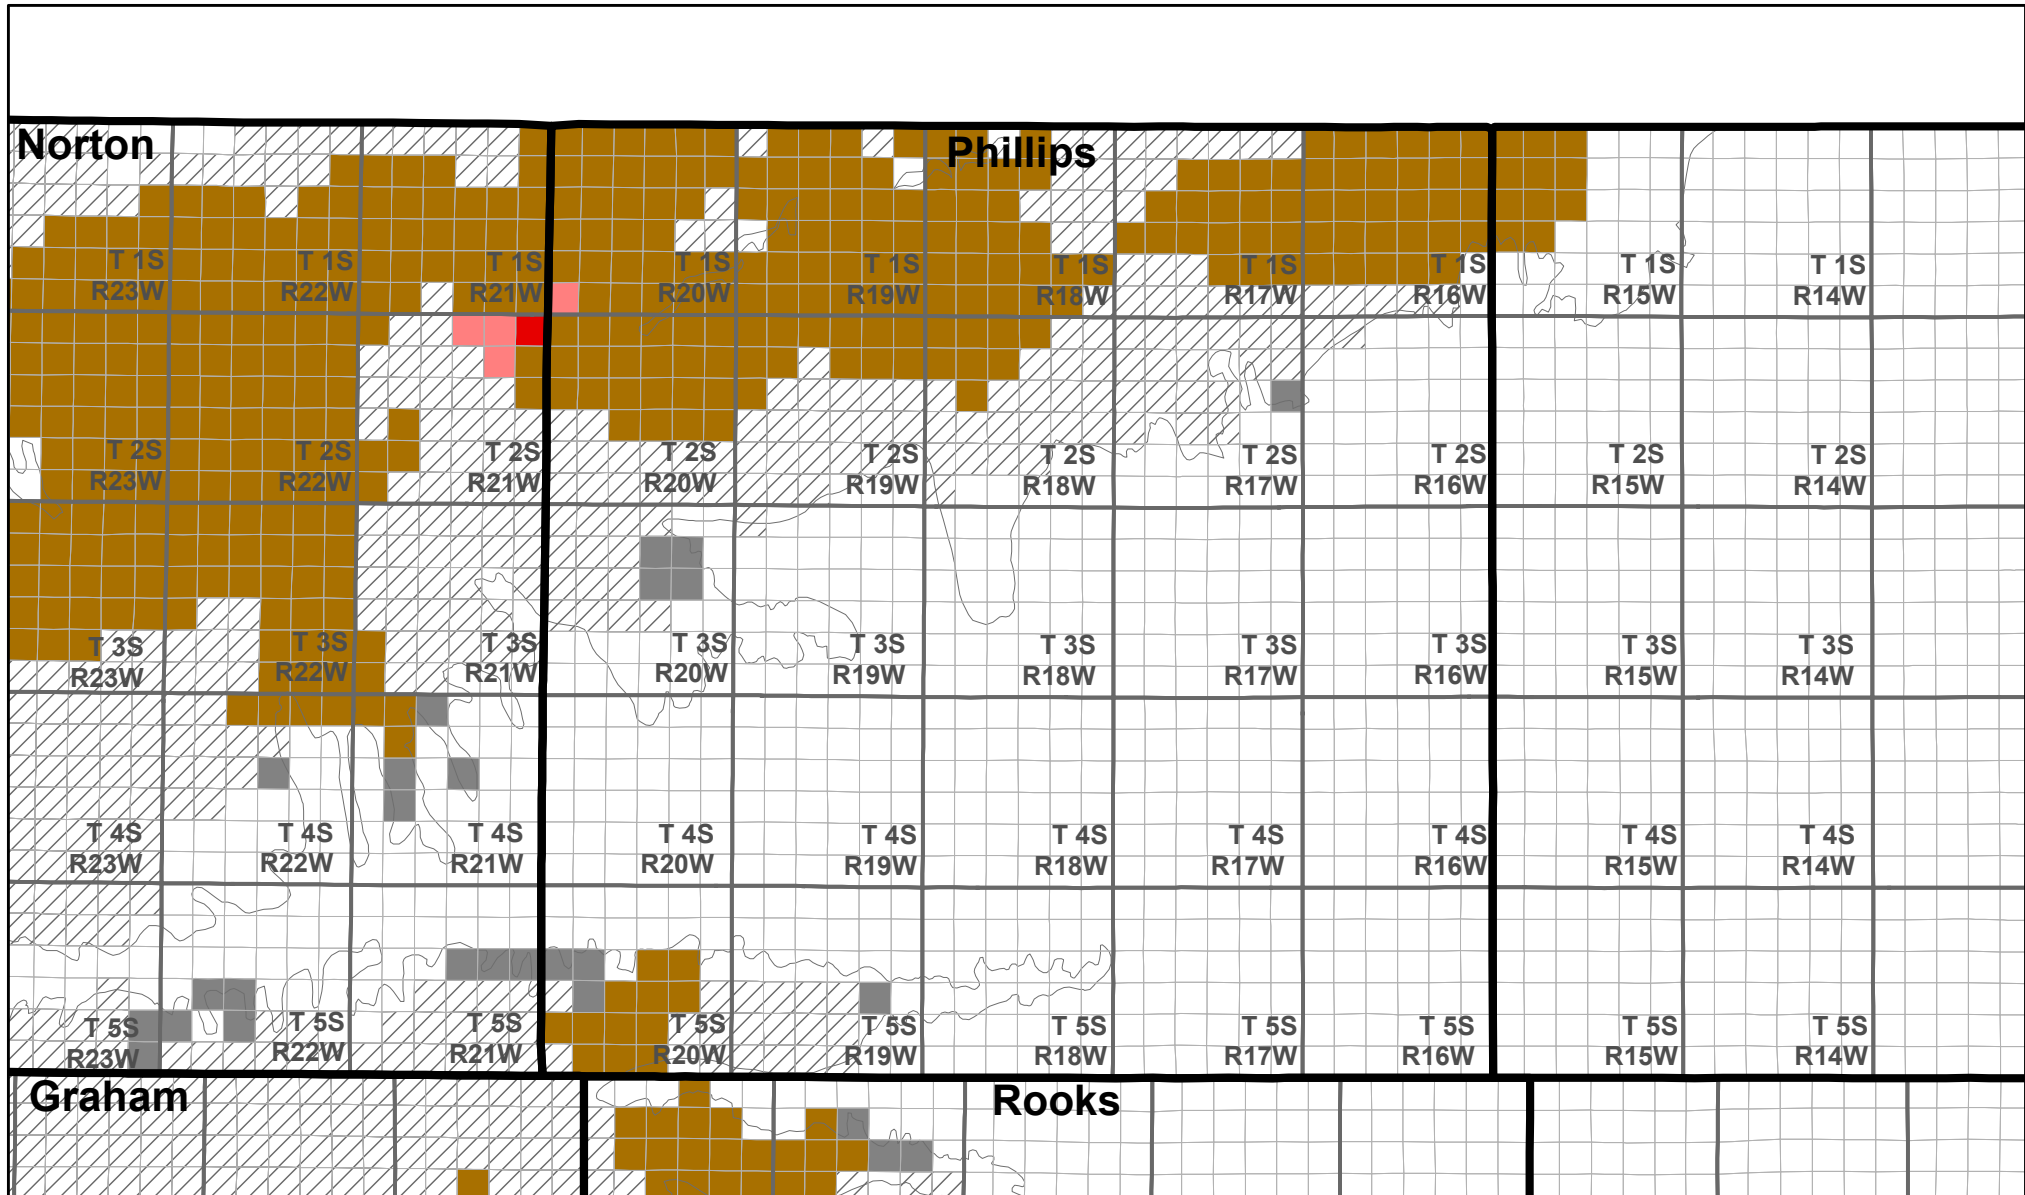 Norton
Phillips
T 1S T 1S T 1S T 1S T 1S T 1S T 1S T 1S T 1S T 1S
R23W R22W R21W R20W R19W R18W R17W R16W R15W R14W
T 2S T 2S T 2S T 2S T 2S T 2S T 2S T 2S T 2S T 2S
R23W R22W R21W R20W R19W R18W R17W R16W R15W R14W
T 3S T 3S T 3S T 3S T 3S T 3S T 3S T 3S T 3S T 3S
R23W R22W R21W R20W R19W R18W R17W R16W R15W R14W
T 4S T 4S T 4S T 4S T 4S T 4S T 4S T 4S T 4S T 4S
R23W R22W R21W R20W R19W R18W R17W R16W R15W R14W
T 5S T 5S T 5S T 5S T 5S T 5S T 5S T 5S T 5S T 5S
R23W R22W R21W R20W R19W R18W R17W R16W R15W R14W
Graham
Rooks